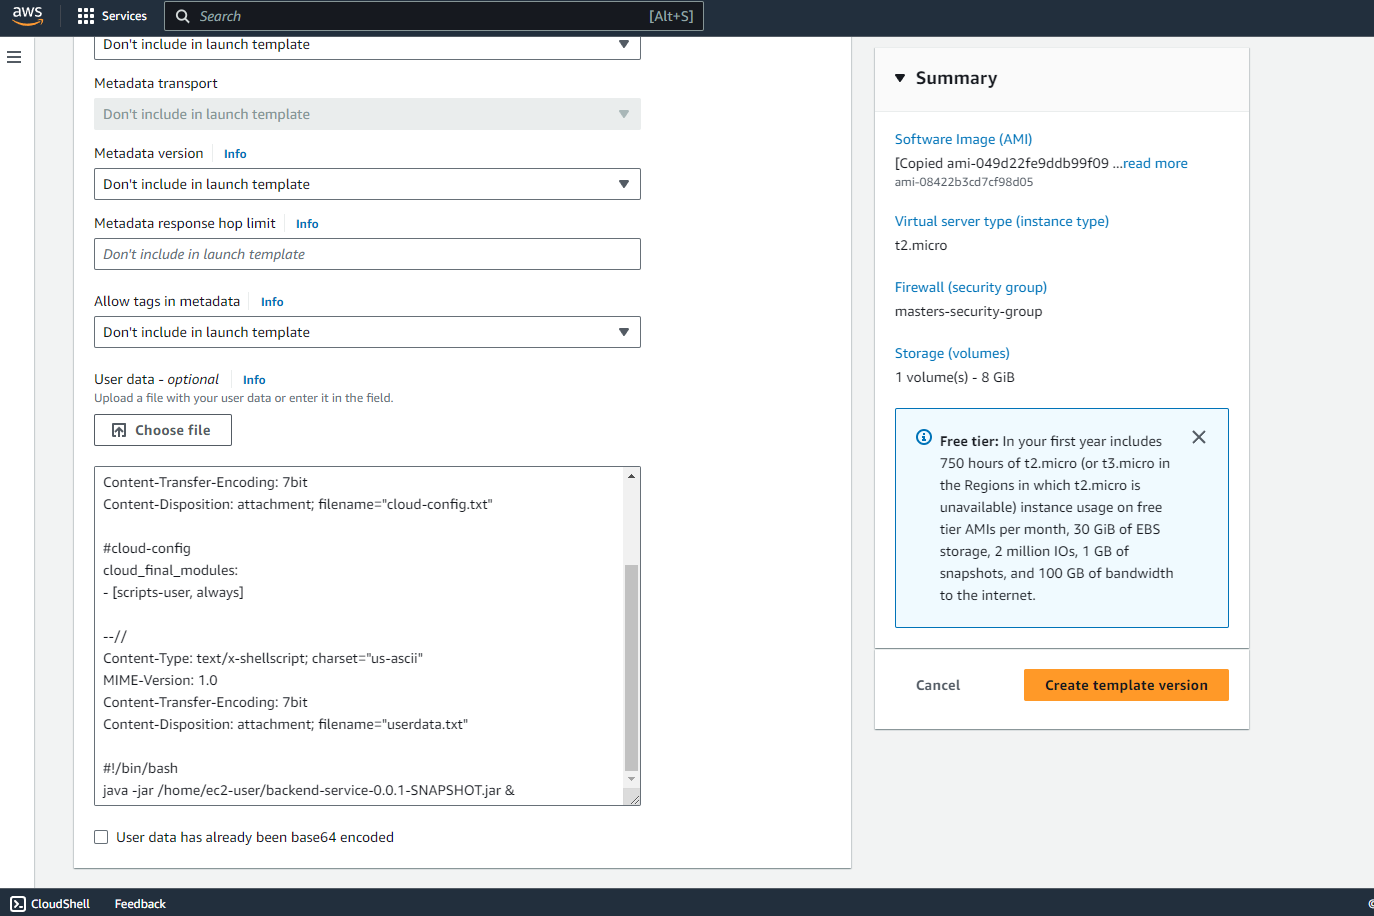 aws
Services
Search
[Alt+S]
Don't include in launch template
Metadata transport
Don't include in launch template
Metadata version
Info
Don't include in launch template
Metadata response hop limit
Info
Don't include in launch template
Allow tags in metadata
Info
Don't include in launch template
User data - optional
Info
Upload a file with your user data or enter it in the field.
Choose file
Content-Transfer-Encoding: 7bit
Content-Disposition: attachment; filename="cloud-config.txt"
#cloud-config
cloud_final_modules:
- [scripts-user, always]
--//
Content-Type: text/x-shellscript; charset="us-ascii"
MIME-Version: 1.0
Content-Transfer-Encoding: 7bit
Content-Disposition: attachment; filename="userdata.txt"
#!/bin/bash
java -jar /home/ec2-user/backend-service-0.0.1-SNAPSHOT.jar &
User data has already been base64 encoded
Summary
Software Image (AMI)
[Copied ami-049d22fe9ddb99f09 ...read more
ami-08422b3cd7cf98d05
Virtual server type (instance type)
t2.micro
Firewall (security group)
masters-security-group
Storage (volumes)
1 volume(s) - 8 GiB
Free tier: In your first year includes
750 hours of t2.micro (or t3.micro in
the Regions in which t2.micro is
unavailable) instance usage on free
tier AMIs per month, 30 GiB of EBS
storage, 2 million IOs, 1 GB of
snapshots, and 100 GB of bandwidth
to the internet.
Cancel
Create template version
CloudShell
Feedback
©